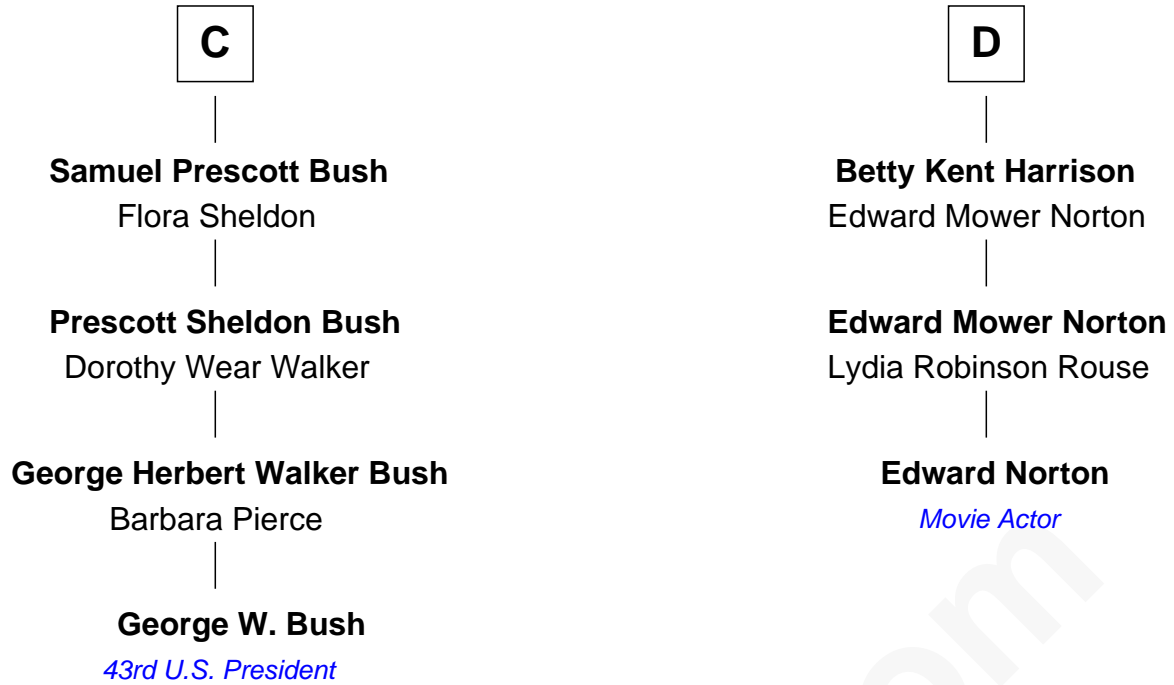 C
Samuel Prescott Bush
Flora Sheldon
Prescott Sheldon Bush
Dorothy Wear Walker
George Herbert Walker Bush
Barbara Pierce
George W. Bush
43rd U.S. President
D
Betty Kent Harrison
Edward Mower Norton
Edward Mower Norton
Lydia Robinson Rouse
Edward Norton
Movie Actor
om